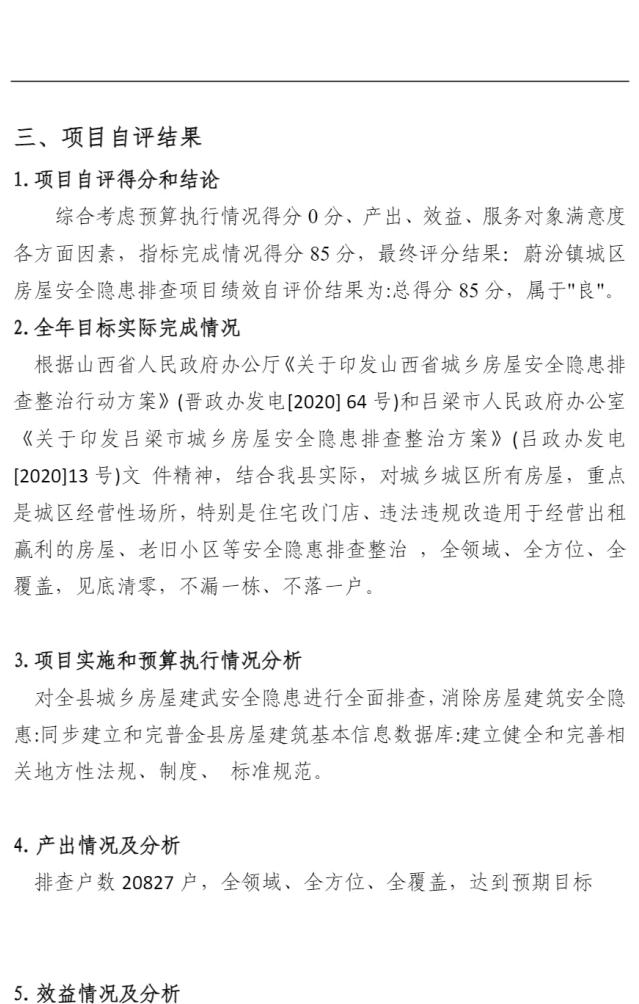 三、项目自评结果
1.项目自评得分和结论
综合考虑预算执行情况得分 0 分、产出、效益、服务对象满意度
各方面因素，指标完成情况得分 85 分，最终评分结果：蔚汾镇城区
房屋安全隐患排查项目绩效自评价结果为:总得分 85 分，属于"良"。
2.全年目标实际完成情况
根据山西省人民政府办公厅《关于印发山西省城乡房屋安全隐患排
查整治行动方案》(晋政办发电[2020] 64 号)和吕梁市人民政府办公室
《关于印发吕梁市城乡房屋安全隐患排查整治方案》(吕政办发电
[2020]13 号)文 件精神，结合我县实际，对城乡城区所有房屋，重点
是城区经营性场所，特别是住宅改门店、违法违规改造用于经营出租
赢利的房屋、老旧小区等安全隐惠排查整治 ，全领域、全方位、全
覆盖，见底清零，不漏一栋、不落一户。
3.项目实施和预算执行情况分析
对全县城乡房屋建武安全隐患进行全面排查，消除房屋建筑安全隐
惠:同步建立和完普金县房屋建筑基本信息数据库:建立健全和完善相
关地方性法规、制度、 标准规范。
4.产出情况及分析
排查户数 20827 户，全领域、全方位、全覆盖，达到预期目标
5.效益情况及分析